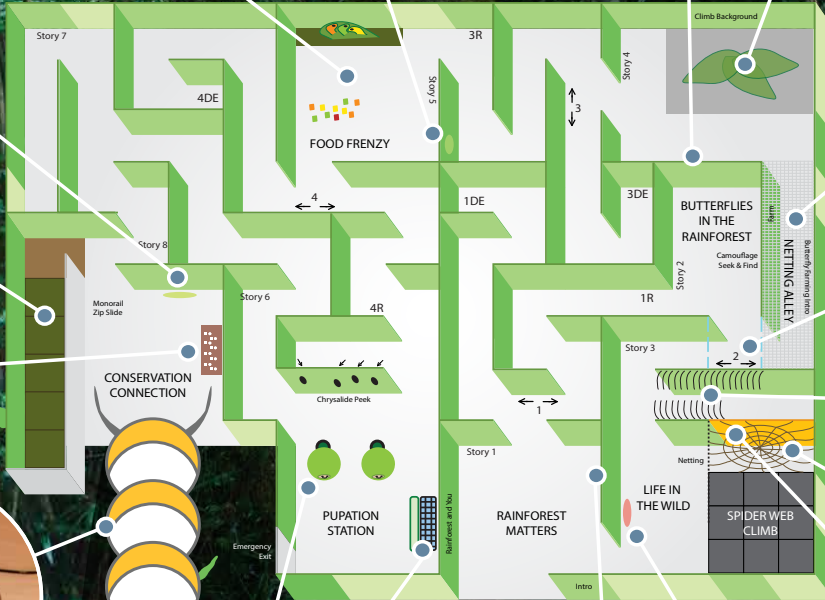 Climb Background
Story 7
3R
Story 4
4DE
Story 5
3
FOOD FRENZY
4
1DE
3DE
BUTTERFLIES
IN THE
RAINFOREST
Farm
Camouflage
Seek & Find
NETTING ALLEY
Butterfly Farming Intro
Story 8
Story 6
Story 2
1R
Monorail
Zip Slide
4R
Story 3
2
CONSERVATION
CONNECTION
Chrysalide Peek
1
Story 1
Netting
PUPATION
STATION
Rainforest and You
RAINFOREST
MATTERS
LIFE IN
THE WILD
SPIDER WEB
CLIMB
Emergency
Exit
Intro